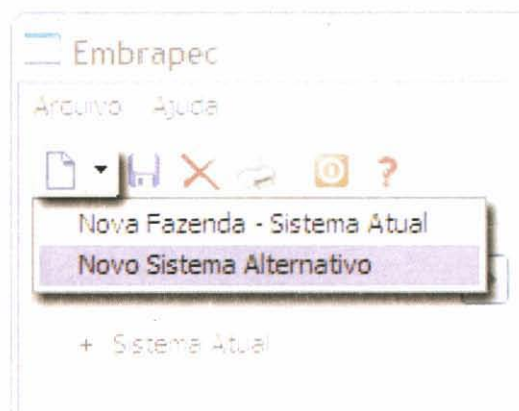 Embrapec
Arquivo Ajuda
?
Nova Fazenda - Sistema Atual
Novo Sistema Alternativo
+ Sistema Atual